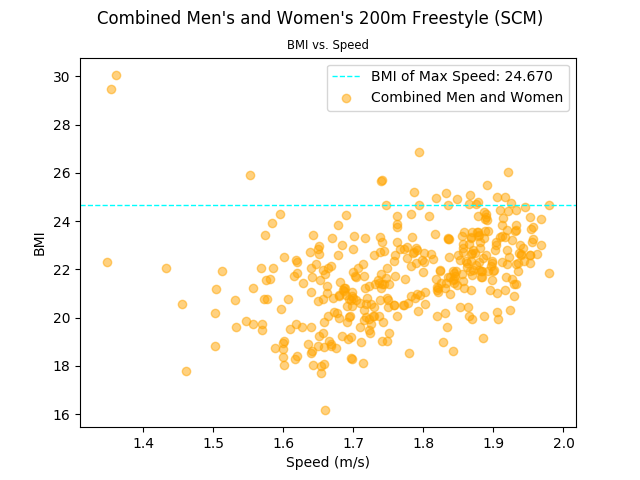 Combined Men's and Women's 200m Freestyle (SCM)
BMI vs. Speed
BMI of Max Speed: 24.670
Combined Men and Women
30
28
26
24
22
20
18
16
BMI
1.4 1.5 1.6 1.7 1.8 1.9 2.0
Speed (m/s)